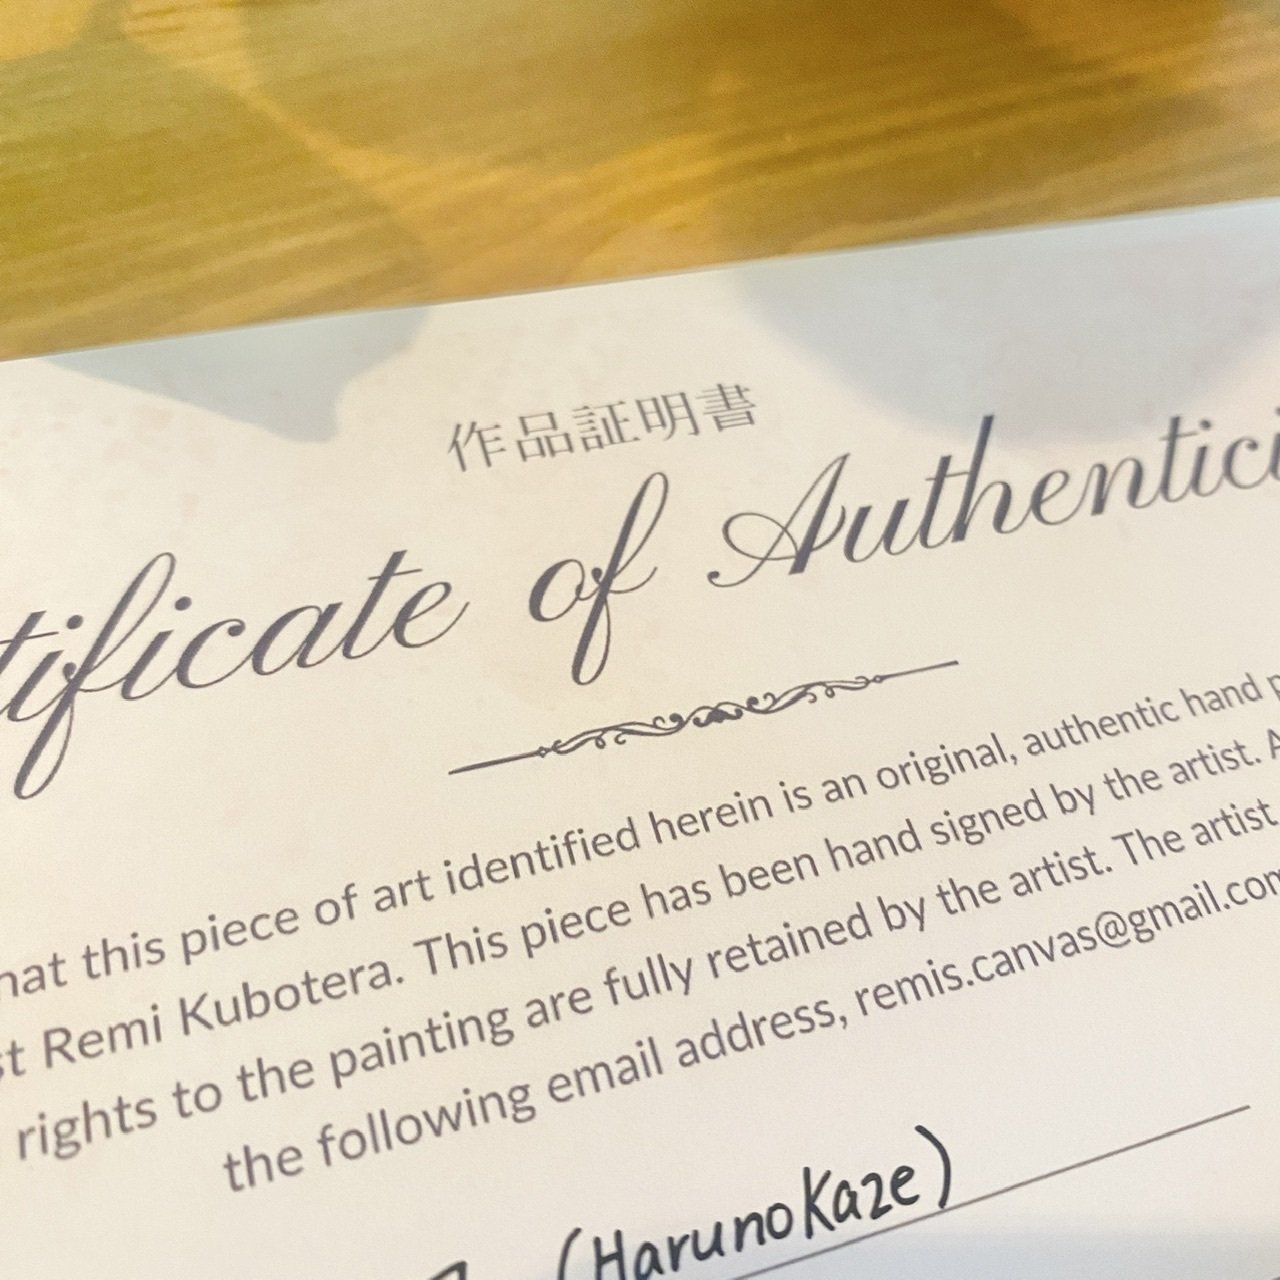 作品証明書
tificate of Authentici
hat this piece of art identified herein is an original, authentic hand p
st Remi Kubotera. This piece has been hand signed by the artist. A
rights to the painting are fully retained by the artist. The artist
the following email address, remis.canvas@gmail.com
(HarunoKaze)